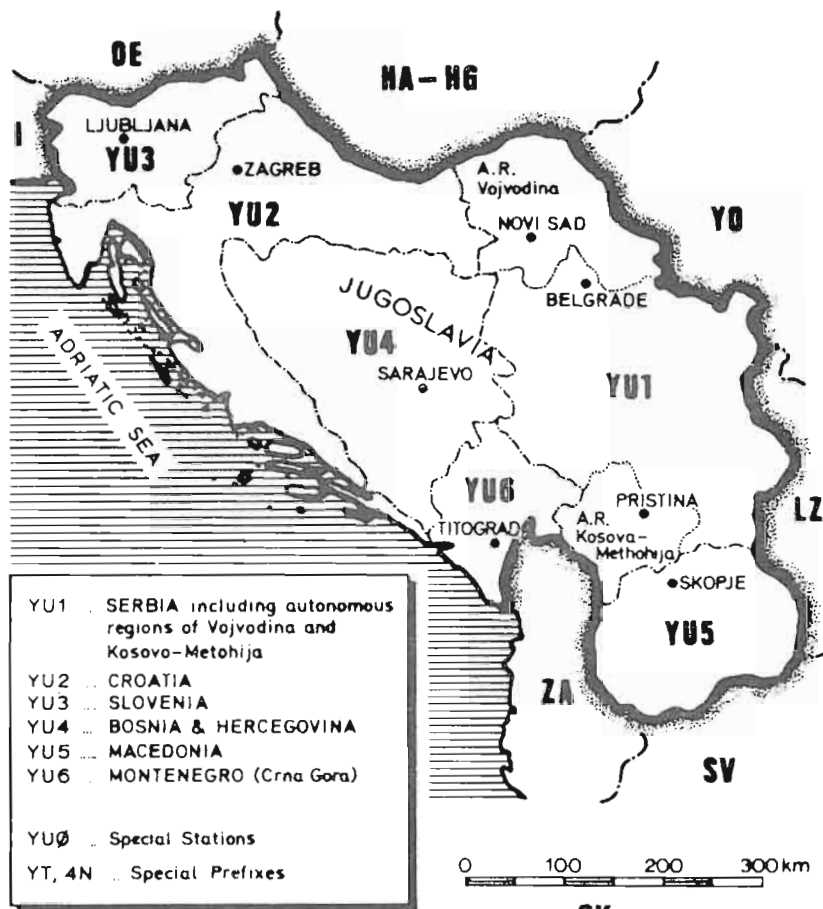 OE
HA-HG
I
LJUBLJANA
YU3
ZAGREB
A.R.
Vojvodina
YU2
NOVI SAD
YO
BELGRADE
JUGOSLAVIA
YU4
ADRIATIC SEA
SARAJEVO
YU1
YU6
PRISTINA
LZ
TITOGRAD
A.R.
Kosova-
Methohija
SKOPJE
YU5
ZA
SV
YU1 . SERBIA including autonomous
regions of Vojvodina and
Kosovo-Metohija
YU2 .. CROATIA
YU3 ... SLOVENIA
YU4 .. BOSNIA & HERCEGOVINA
YU5 .... MACEDONIA
YU6 .. MONTENEGRO (Crna Gora)
YUØ .. Special Stations
YT, 4N .. Special Prefixes
0 100 200 300 km